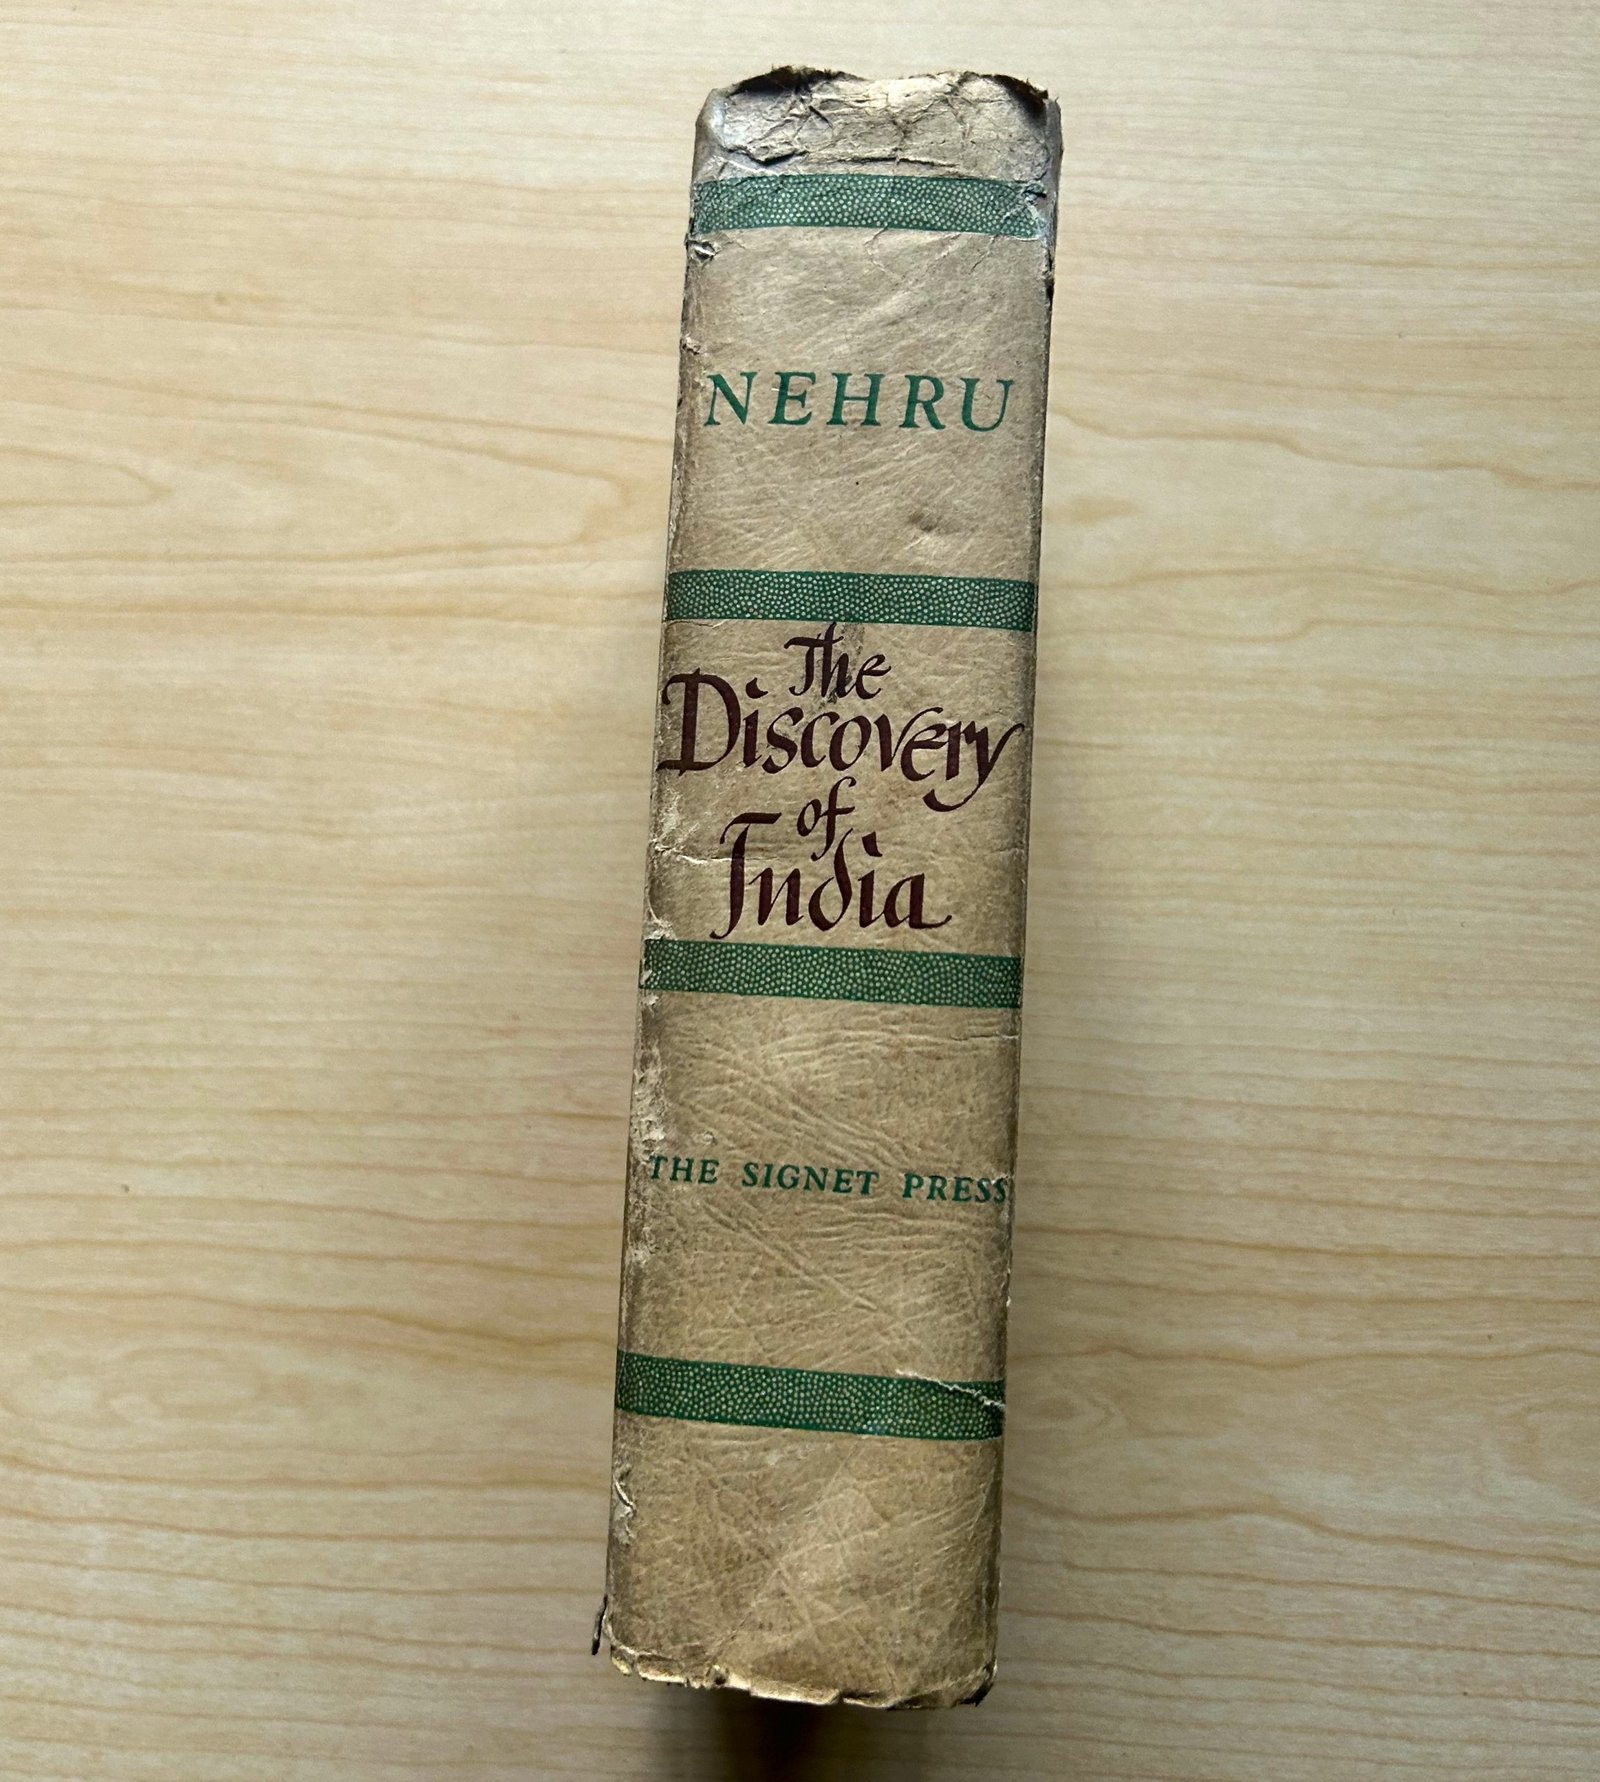 NEHRU
The
Discovery
of
India
THE SIGNET PRESS